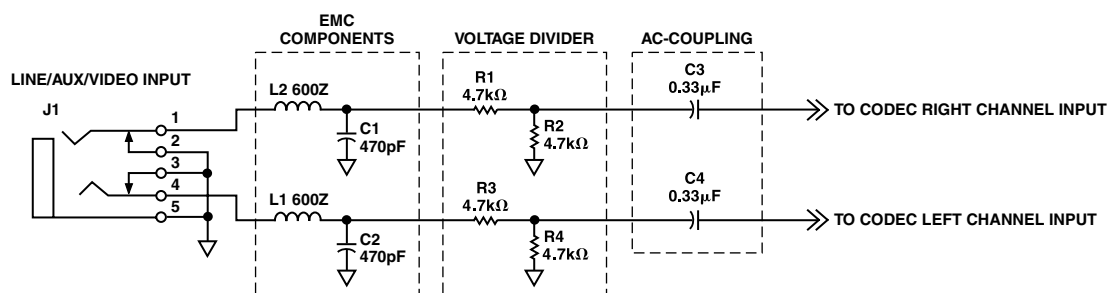 EMC
COMPONENTS
VOLTAGE DIVIDER
AC-COUPLING
LINE/AUX/VIDEO INPUT
J1
1
2
3
4
5
L2 600Z
C1
470pF
R1
4.7kΩ
R2
4.7kΩ
C3
0.33μF
TO CODEC RIGHT CHANNEL INPUT
L1 600Z
C2
470pF
R3
4.7kΩ
R4
4.7kΩ
C4
0.33μF
TO CODEC LEFT CHANNEL INPUT